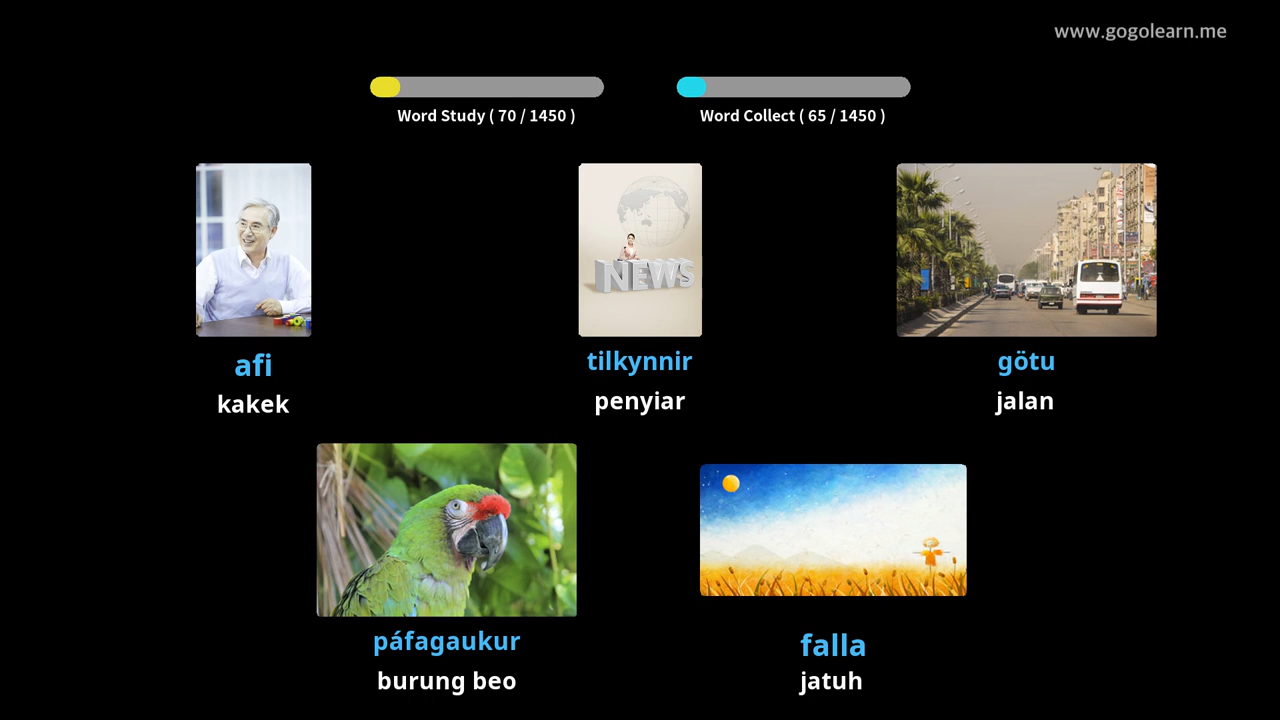 www.gogolearn.me
Word Study ( 70 / 1450 )
Word Collect ( 65 / 1450 )
NEWS
afi
kakek
tilkynnir
penyiar
götu
jalan
páfagaukur
burung beo
falla
jatuh